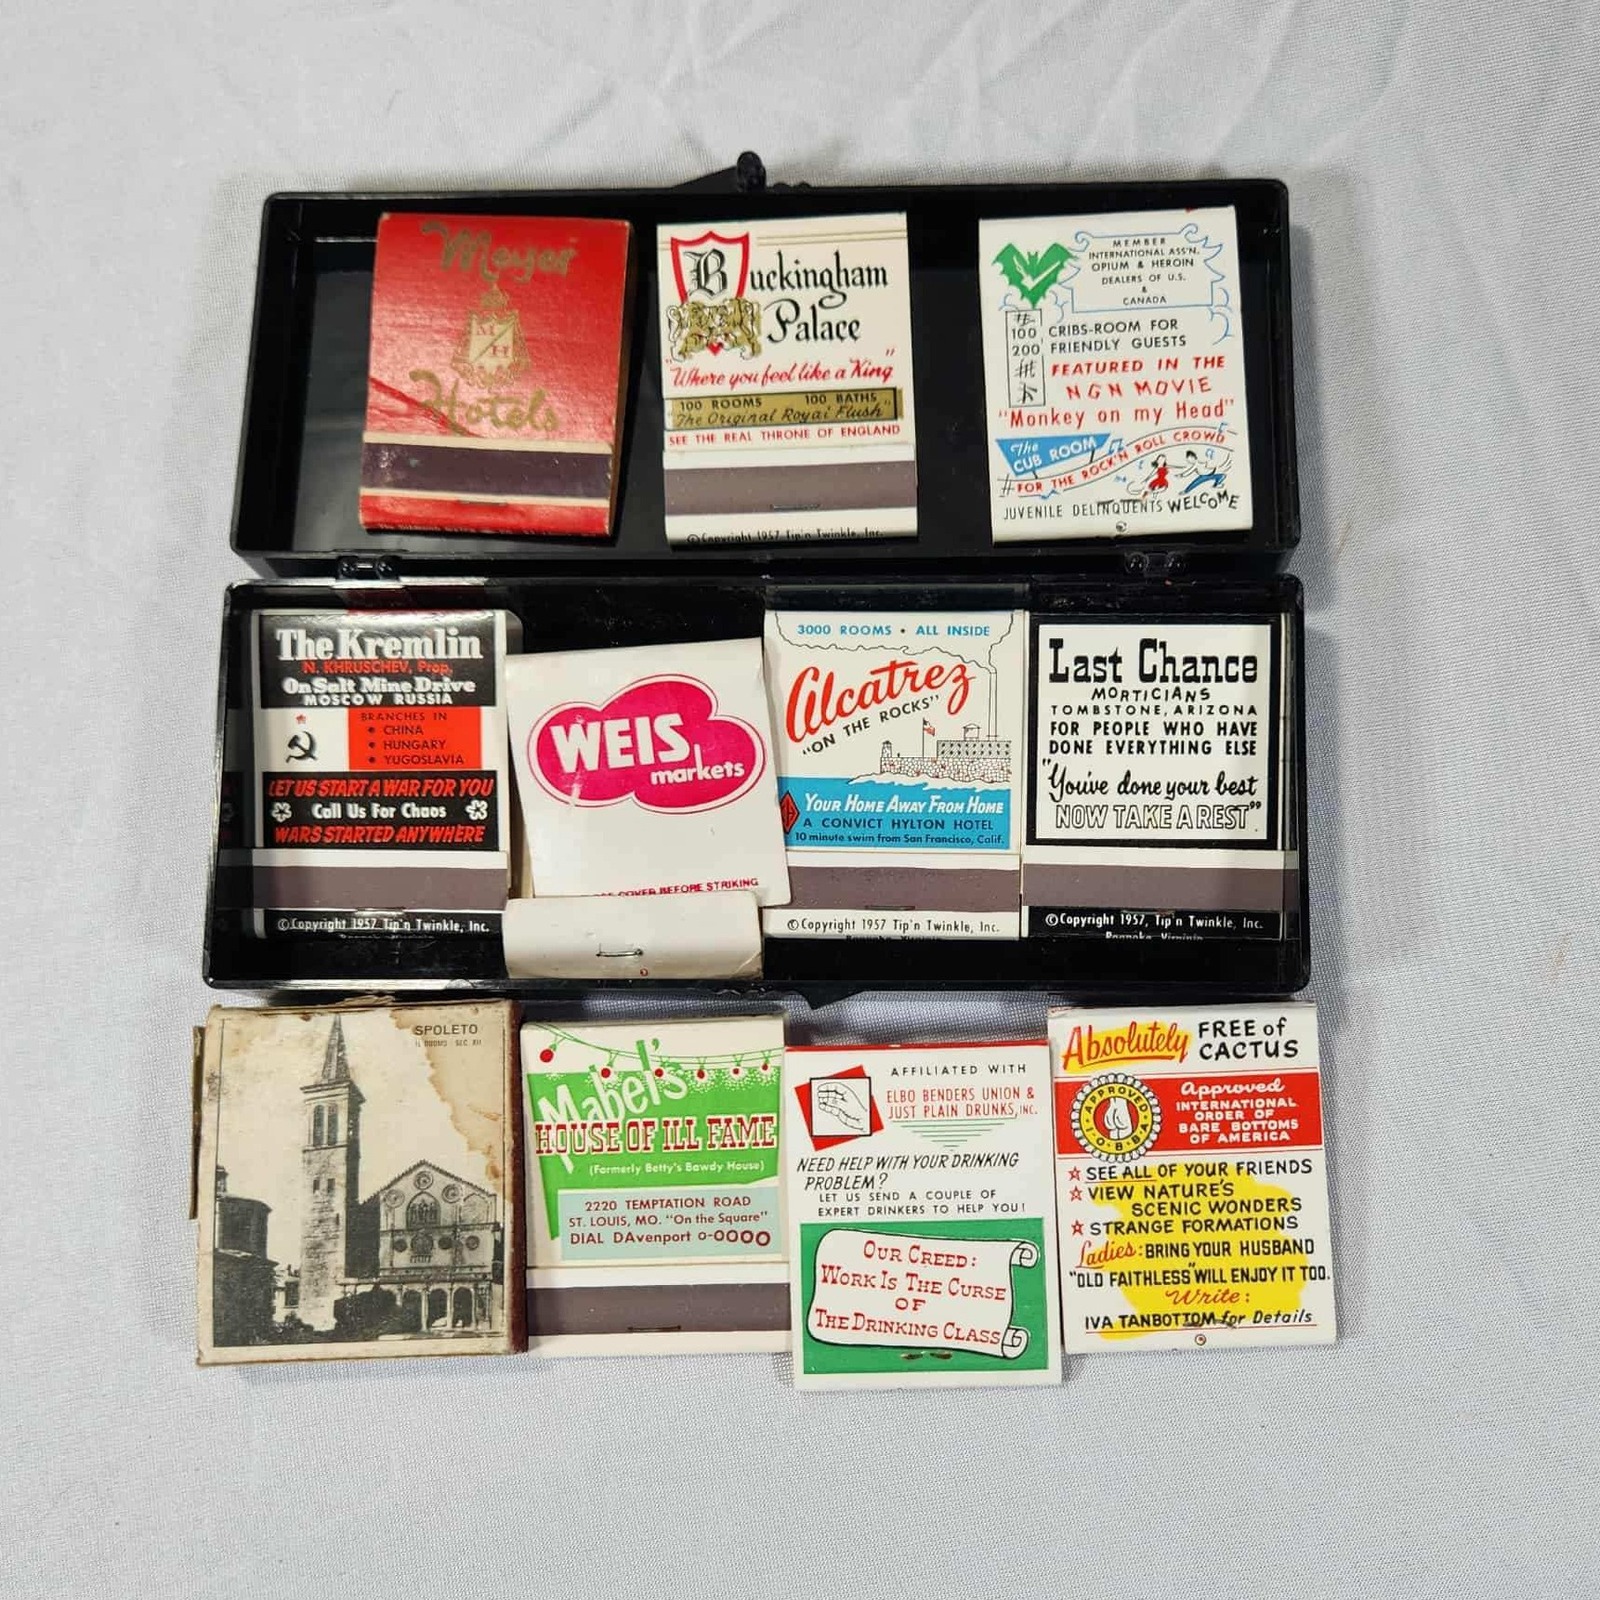 Meyer
M
H
Hotels
Buckingham
Palace
"Where you feel like a King"
100 ROOMS 100 BATHS
"The Original Royal Flush"
SEE THE REAL THRONE OF ENGLAND
©Copyright 1957 Tip'n Twinkle, Inc.
MEMBER
INTERNATIONAL ASS'N.
OPIUM & HEROIN
DEALERS OF U.S.
&
CANADA
100 CRIBS-ROOM FOR
200 FRIENDLY GUESTS
FEATURED IN THE
NGN MOVIE
"Monkey on my Head"
The
CUB ROOM
FOR THE ROCK'N ROLL CROWD
JUVENILE DELINQUENTS WELCOME
The Kremlin
N. KHRUSCHEV, Prop.
On Salt Mine Drive
MOSCOW RUSSIA
BRANCHES IN
• CHINA
• HUNGARY
• YUGOSLAVIA
LET US START A WAR FOR YOU
Call Us For Chaos
WARS STARTED ANYWHERE
©Copyright 1957 Tip'n Twinkle, Inc.
WEIS
markets
COVER BEFORE STRIKING
3000 ROOMS • ALL INSIDE
Alcatrez
"ON THE ROCKS"
YOUR HOME AWAY FROM HOME
A CONVICT HYLTON HOTEL
10 minute swim from San Francisco, Calif.
©Copyright 1957 Tip'n Twinkle, Inc.
Last Chance
MORTICIANS
TOMBSTONE, ARIZONA
FOR PEOPLE WHO HAVE
DONE EVERYTHING ELSE
"You've done your best
NOW TAKE A REST"
©Copyright 1957, Tip'n Twinkle, Inc.
Roanoke, Virginia
SPOLETO
IL DUOMO - SEC. XII
Mabel's
HOUSE OF ILL FAME
(Formerly Betty's Bawdy House)
2220 TEMPTATION ROAD
ST. LOUIS, MO. "On the Square"
DIAL DAvenport 0-0000
AFFILIATED WITH
ELBO BENDERS UNION &
JUST PLAIN DRUNKS, INC.
NEED HELP WITH YOUR DRINKING
PROBLEM?
LET US SEND A COUPLE OF
EXPERT DRINKERS TO HELP YOU!
OUR CREED:
WORK IS THE CURSE
OF
THE DRINKING CLASS
Absolutely FREE of
CACTUS
APPROVED
I·O·B·B·A
Approved
INTERNATIONAL
ORDER OF
BARE BOTTOMS
OF AMERICA
SEE ALL OF YOUR FRIENDS
VIEW NATURE'S
SCENIC WONDERS
STRANGE FORMATIONS
Ladies: BRING YOUR HUSBAND
"OLD FAITHLESS" WILL ENJOY IT TOO.
Write:
IVA TANBOTTOM for Details